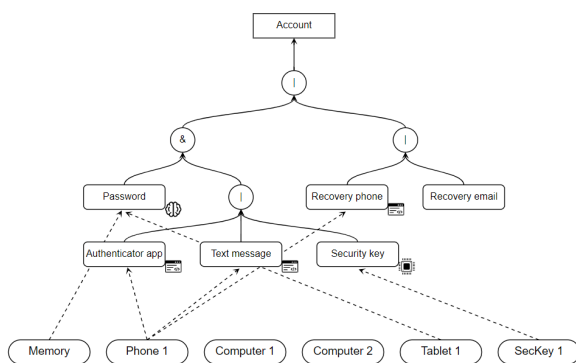 Account
|
&
|
Password
|
Recovery phone
Recovery email
Authenticator app
Text message
Security key
Memory
Phone 1
Computer 1
Computer 2
Tablet 1
SecKey 1